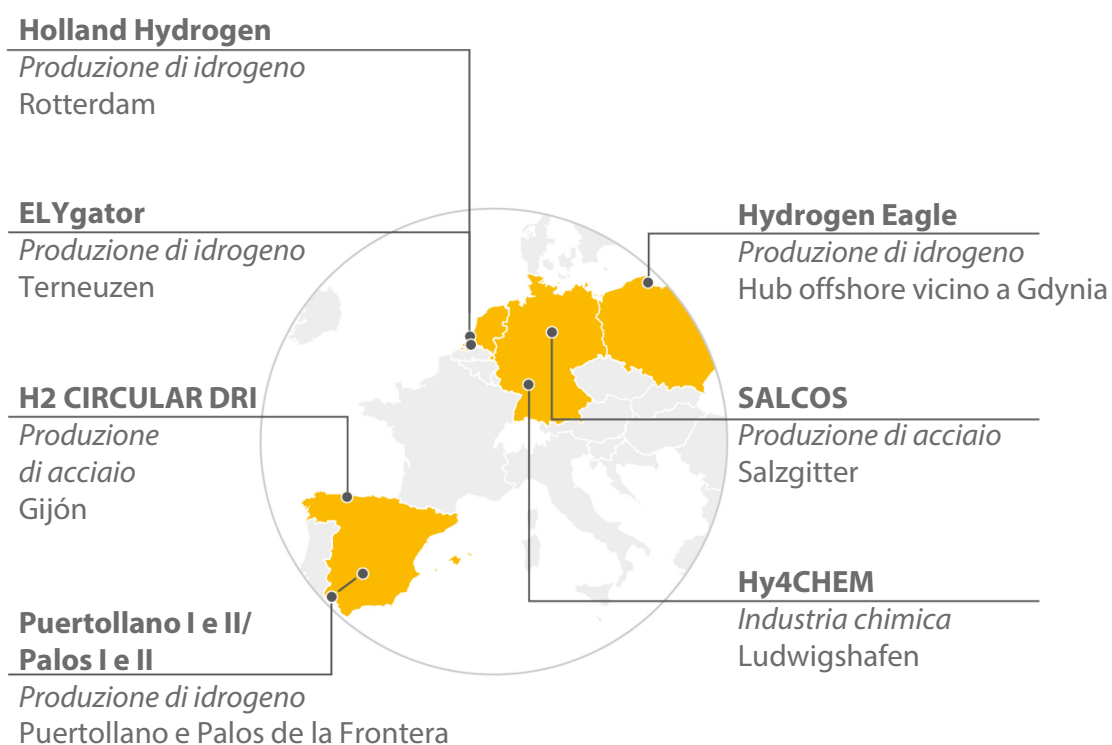 Holland Hydrogen
Produzione di idrogeno
Rotterdam
ELYgator
Produzione di idrogeno
Terneuzen
H2 CIRCULAR DRI
Produzione
di acciaio
Gijón
Puertollano I e II/
Palos I e II
Produzione di idrogeno
Puertollano e Palos de la Frontera
Hydrogen Eagle
Produzione di idrogeno
Hub offshore vicino a Gdynia
SALCOS
Produzione di acciaio
Salzgitter
Hy4CHEM
Industria chimica
Ludwigshafen